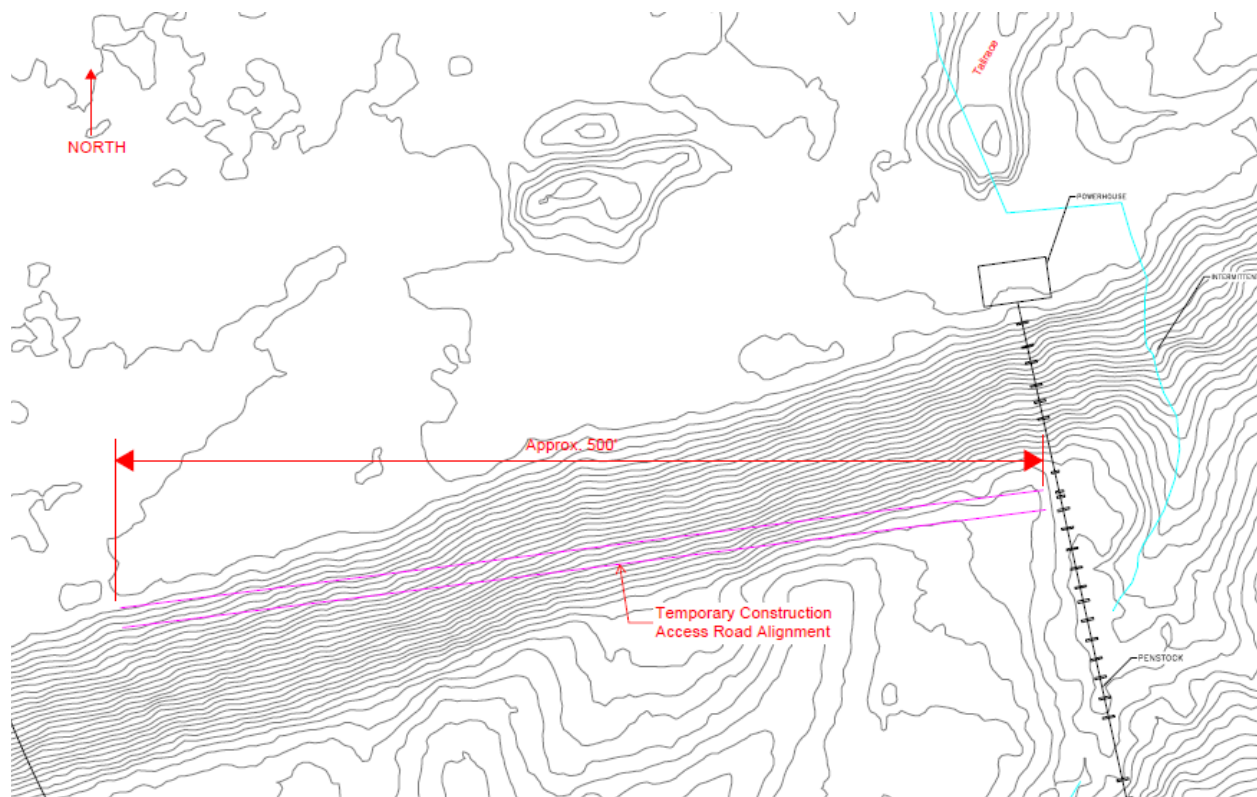 NORTH
Tailrace
POWERHOUSE
INTERMITTEN
Approx. 500'
Temporary Construction
Access Road Alignment
PENSTOCK